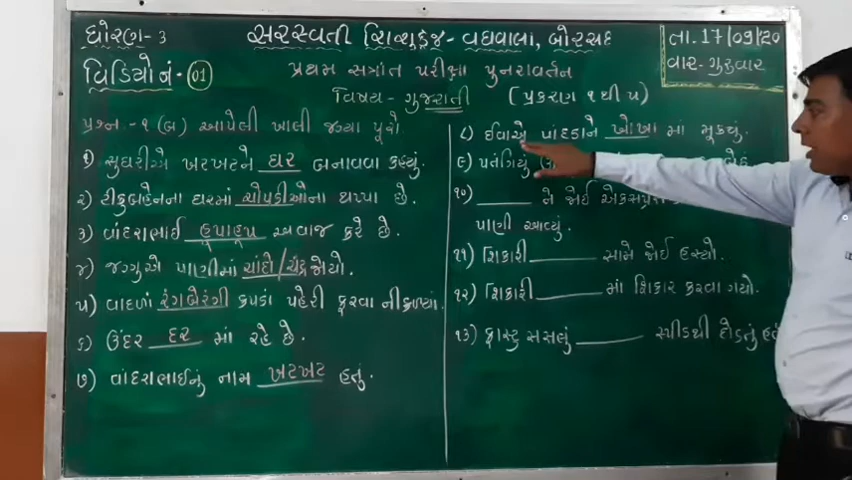 ધોરણ - 3
સરસ્વતી શિશુકુંજ - વઘવાલા, બોરસદ
તા. 17/09/20
વાર - ગુરુવાર
વિડિયો નં - 01
પ્રથમ સત્રાંત પરીક્ષા પુનરાવર્તન
વિષય - ગુજરાતી (પ્રકરણ ૧ થી ૫)
પ્રશ્ન - ૧ (બ) આપેલી ખાલી જગ્યા પૂરો
૧) સુઘરીએ ખટખટને ઘર બનાવવા કહ્યું.
૨) ટીકુબહેનના ઘરમાં ચોપડીઓના થપ્પા છે.
૩) વાંદરાભાઈ હુપાહુપ અવાજ કરે છે.
૪) જગ્ગુએ પાણીમાં ચાંદો/ચંદ્ર જોયો.
૫) વાદળાં રંગબેરંગી કપડાં પહેરી ફરવા નીકળ્યાં.
૬) ઉંદર દર માં રહે છે.
૭) વાંદરાભાઈનું નામ ખટખટ હતું.
૮) ઈવાએ પાંદડાને ખોખા માં મૂક્યું.
૯) પતંગિયું
૧૦) ______ ને જોઈ
પાણી આવ્યું.
૧૧) શિકારી ______ સામે જોઈ હસ્યો.
૧૨) શિકારી ______ માં શિકાર કરવા ગયો.
૧૩) ફાસ્ટુ સસલું ______ સ્પીડથી દોડતું